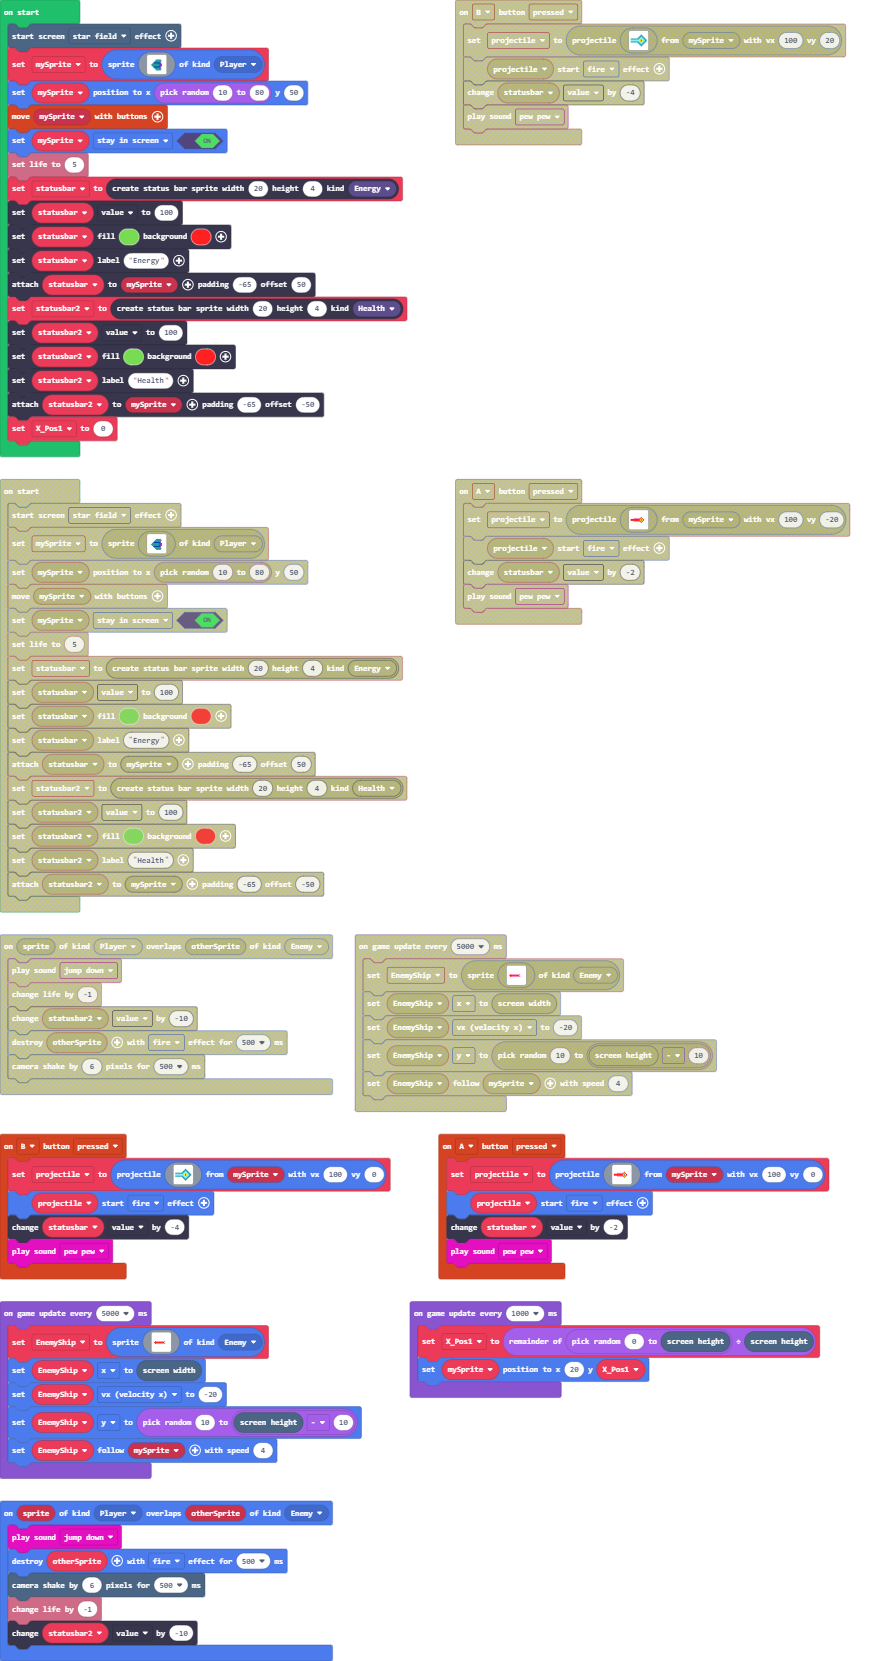 on start
start screen star field effect
set mySprite to sprite of kind Player
set mySprite position to x pick random 10 to 80 y 50
move mySprite with buttons
set mySprite stay in screen ON
set life to 5
set statusbar to create status bar sprite width 20 height 4 kind Energy
set statusbar value to 100
set statusbar fill background
set statusbar label "Energy"
attach statusbar to mySprite padding -65 offset 50
set statusbar2 to create status bar sprite width 20 height 4 kind Health
set statusbar2 value to 100
set statusbar2 fill background
set statusbar2 label "Health"
attach statusbar2 to mySprite padding -65 offset -50
set X_Pos1 to 0
on B button pressed
set projectile to projectile from mySprite with vx 100 vy 20
projectile start fire effect
change statusbar value by -4
play sound pew pew
on start
start screen star field effect
set mySprite to sprite of kind Player
set mySprite position to x pick random 10 to 80 y 50
move mySprite with buttons
set mySprite stay in screen ON
set life to 5
set statusbar to create status bar sprite width 20 height 4 kind Energy
set statusbar value to 100
set statusbar fill background
set statusbar label "Energy"
attach statusbar to mySprite padding -65 offset 50
set statusbar2 to create status bar sprite width 20 height 4 kind Health
set statusbar2 value to 100
set statusbar2 fill background
set statusbar2 label "Health"
attach statusbar2 to mySprite padding -65 offset -50
on A button pressed
set projectile to projectile from mySprite with vx 100 vy -20
projectile start fire effect
change statusbar value by -2
play sound pew pew
on sprite of kind Player overlaps otherSprite of kind Enemy
play sound jump down
change life by -1
change statusbar2 value by -10
destroy otherSprite with fire effect for 500 ms
camera shake by 6 pixels for 500 ms
on game update every 5000 ms
set EnemyShip to sprite of kind Enemy
set EnemyShip x to screen width
set EnemyShip vx (velocity x) to -20
set EnemyShip y to pick random 10 to screen height - 10
set EnemyShip follow mySprite with speed 4
on B button pressed
set projectile to projectile from mySprite with vx 100 vy 0
projectile start fire effect
change statusbar value by -4
play sound pew pew
on A button pressed
set projectile to projectile from mySprite with vx 100 vy 0
projectile start fire effect
change statusbar value by -2
play sound pew pew
on game update every 5000 ms
set EnemyShip to sprite of kind Enemy
set EnemyShip x to screen width
set EnemyShip vx (velocity x) to -20
set EnemyShip y to pick random 10 to screen height - 10
set EnemyShip follow mySprite with speed 4
on game update every 1000 ms
set X_Pos1 to remainder of pick random 0 to screen height ÷ screen height
set mySprite position to x 20 y X_Pos1
on sprite of kind Player overlaps otherSprite of kind Enemy
play sound jump down
destroy otherSprite with fire effect for 500 ms
camera shake by 6 pixels for 500 ms
change life by -1
change statusbar2 value by -10